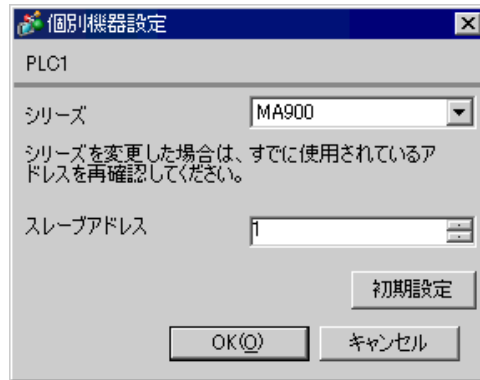 個別機器設定
PLC1
シリーズ MA900
シリーズを変更した場合は、すでに使用されているア
ドレスを再確認してください。
スレーブアドレス 1
初期設定
OK(O) キャンセル